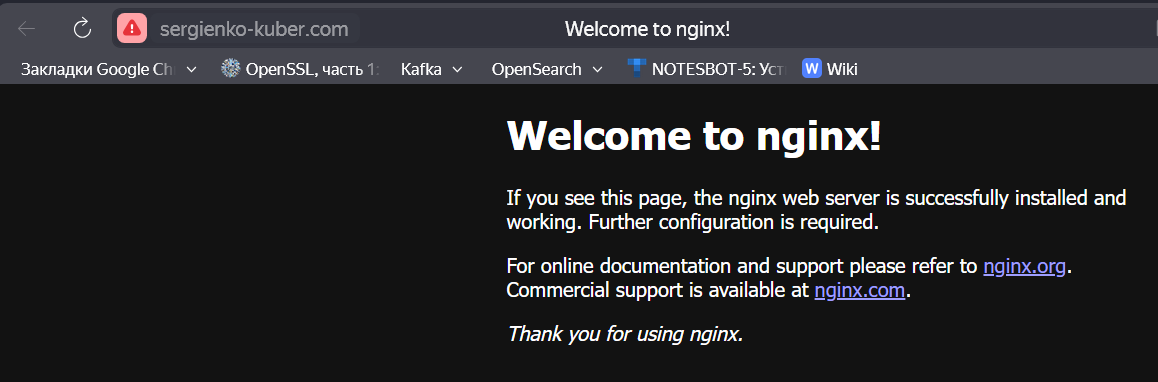 sergienko-kuber.com Welcome to nginx!
Закладки Google Ch OpenSSL, часть 1: Kafka OpenSearch NOTESBOT-5: Уст W Wiki
Welcome to nginx!
If you see this page, the nginx web server is successfully installed and
working. Further configuration is required.
For online documentation and support please refer to nginx.org.
Commercial support is available at nginx.com.
Thank you for using nginx.